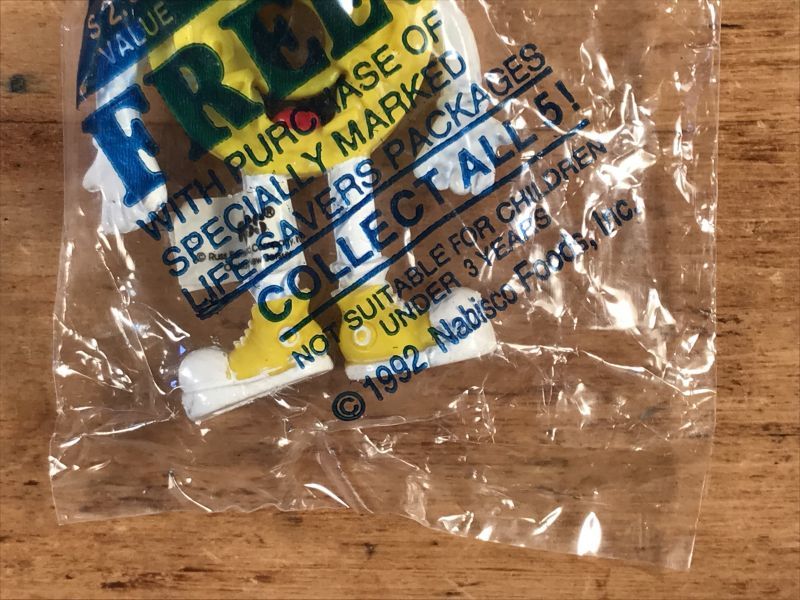 VALUE
FREE
WITH PURCHASE OF
SPECIALLY MARKED
LIFE SAVERS PACKAGES
COLLECT ALL 5!
NOT SUITABLE FOR CHILDREN
UNDER 3 YEARS
© 1992 Nabisco Foods, Inc.